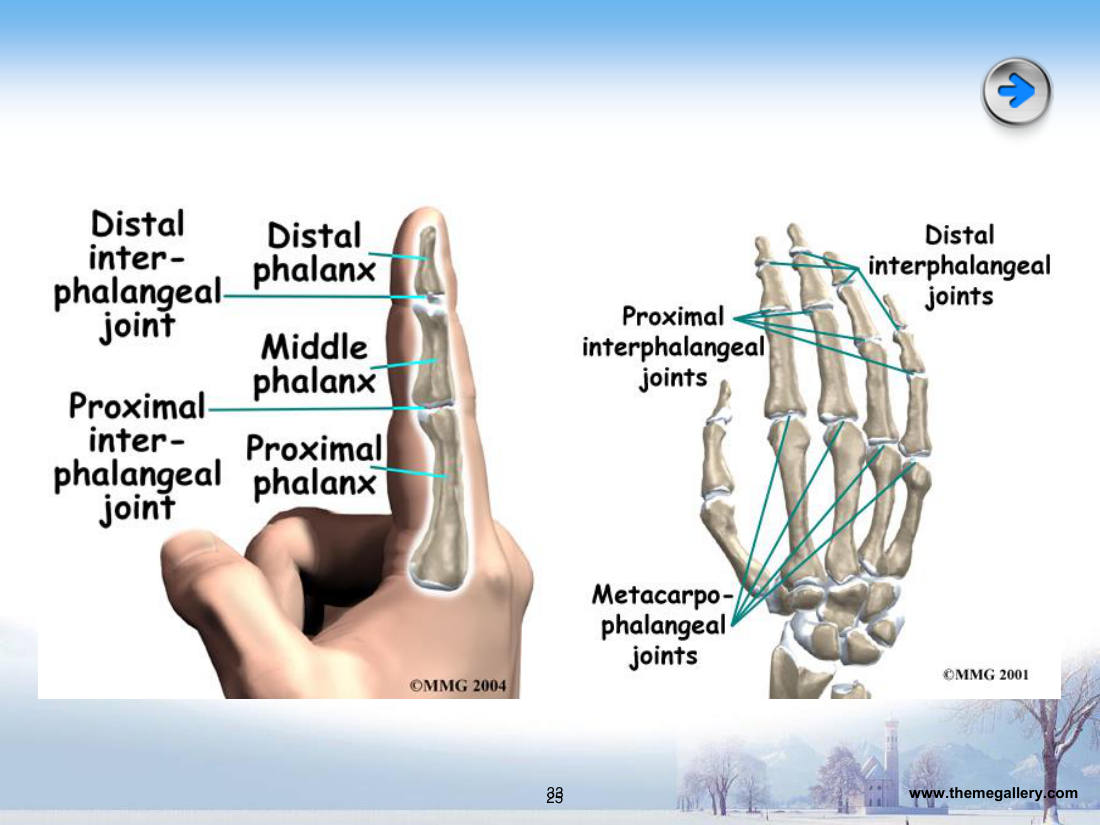 Distal
inter-
phalangeal
joint
Distal
phalanx
Middle
phalanx
Proximal
inter-
phalangeal
joint
Proximal
phalanx
©MMG 2004
Distal
interphalangeal
joints
Proximal
interphalangeal
joints
Metacarpo-
phalangeal
joints
©MMG 2001
www.themegallery.com